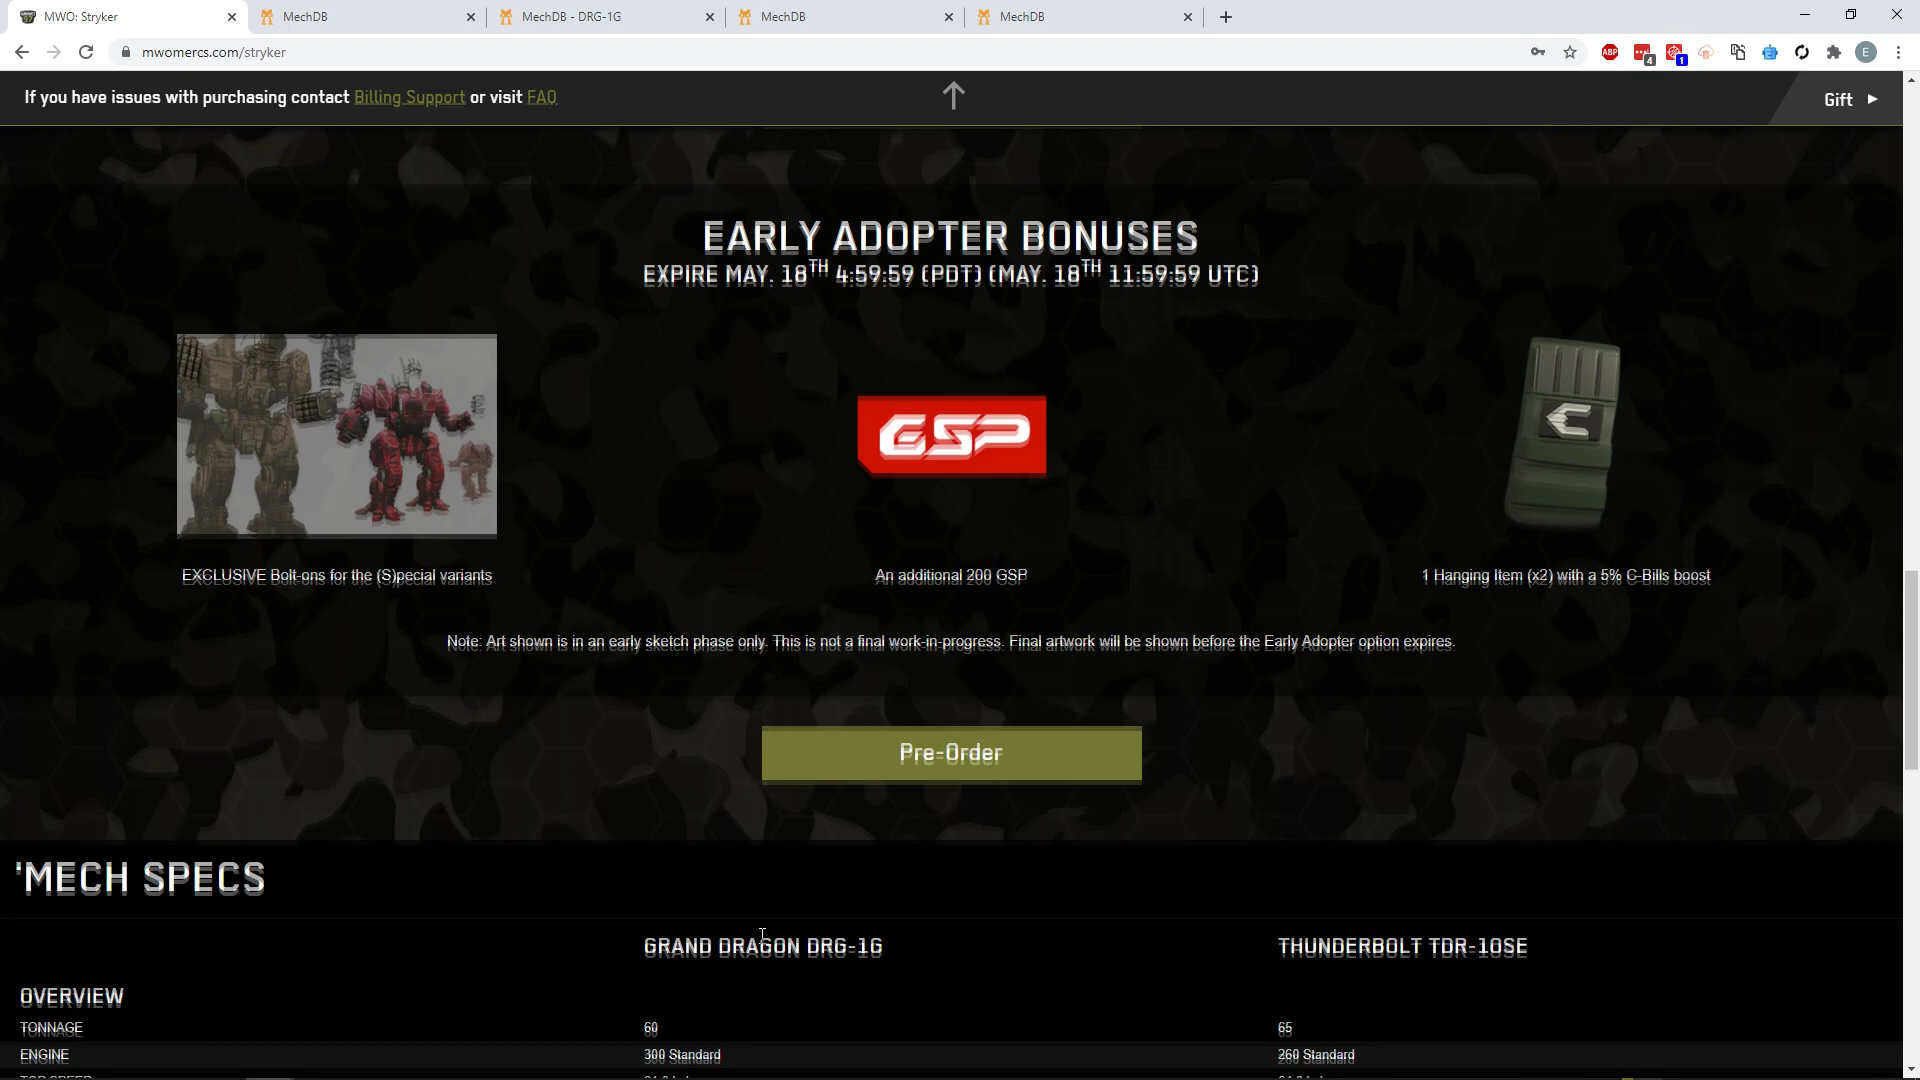 MWO: Stryker
MechDB
MechDB - DRG-1G
MechDB
MechDB
mwomercs.com/stryker
ABP
4
1
E
If you have issues with purchasing contact Billing Support or visit FAQ
Gift
EARLY ADOPTER BONUSES
EXPIRE MAY. 18TH 4:59:59 (PDT) (MAY. 18TH 11:59:59 UTC)
GSP
C
EXCLUSIVE Bolt-ons for the (S)pecial variants
An additional 200 GSP
1 Hanging Item (x2) with a 5% C-Bills boost
Note: Art shown is in an early sketch phase only. This is not a final work-in-progress. Final artwork will be shown before the Early Adopter option expires.
Pre-Order
'MECH SPECS
GRAND DRAGON DRG-1G
THUNDERBOLT TDR-10SE
OVERVIEW
TONNAGE
60
65
ENGINE
300 Standard
260 Standard